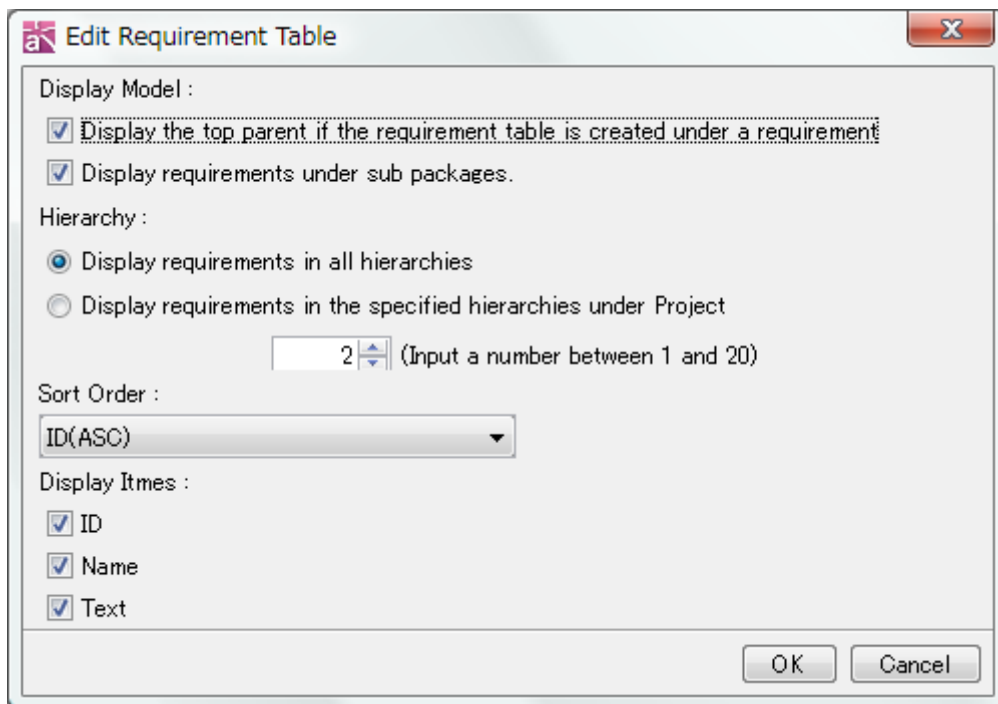 Edit Requirement Table
Display Model :
Display the top parent if the requirement table is created under a requirement
Display requirements under sub packages.
Hierarchy :
Display requirements in all hierarchies
Display requirements in the specified hierarchies under Project
2 (Input a number between 1 and 20)
Sort Order :
ID(ASC)
Display Itmes :
ID
Name
Text
OK Cancel